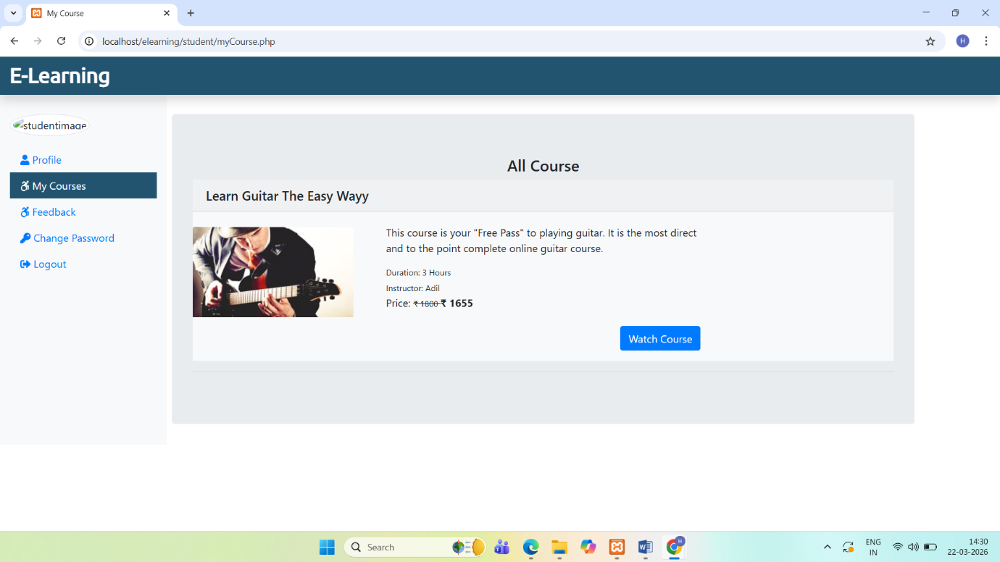 My Course
localhost/elearning/student/myCourse.php
H
E-Learning
studentimage
Profile
My Courses
Feedback
Change Password
Logout
All Course
Learn Guitar The Easy Wayy
This course is your "Free Pass" to playing guitar. It is the most direct
and to the point complete online guitar course.
Duration: 3 Hours
Instructor: Adil
Price: ₹ 1800 ₹ 1655
Watch Course
Search
H
ENG
IN
14:30
22-03-2026